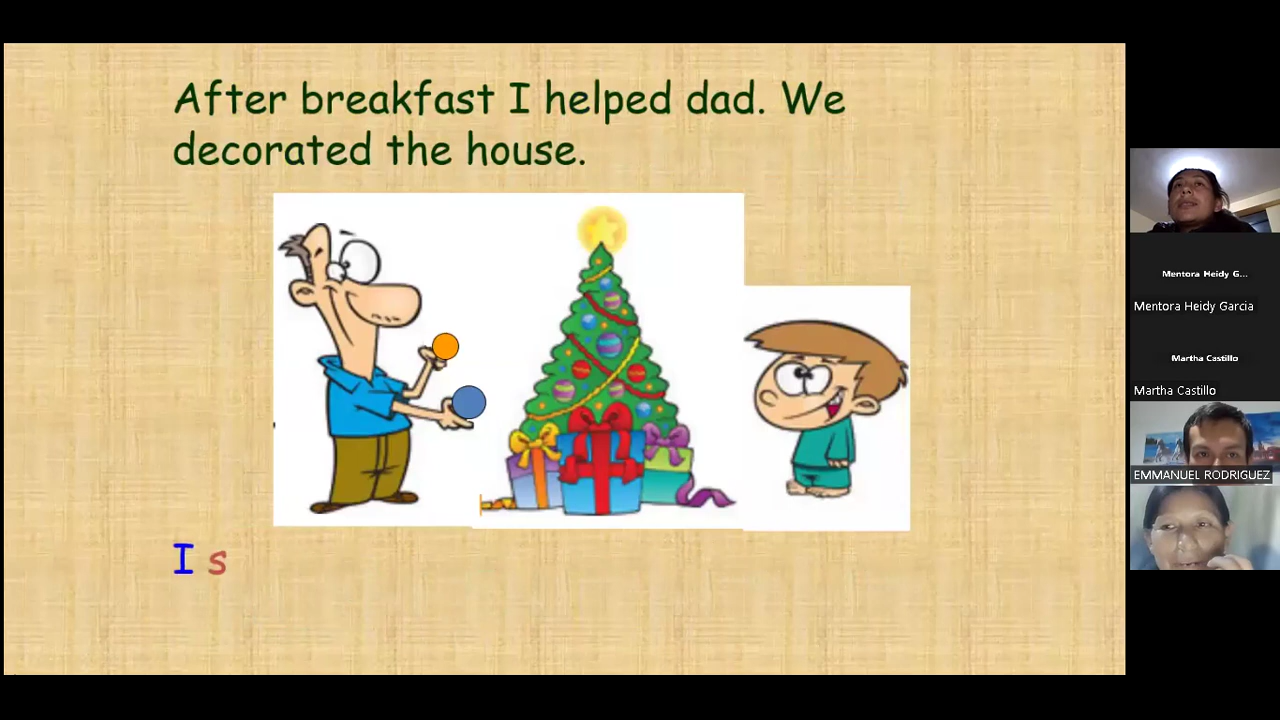 After breakfast I helped dad. We
decorated the house.
I s
Mentora Heidy G...
Mentora Heidy Garcia
Martha Castillo
Martha Castillo
EMMANUEL RODRIGUEZ